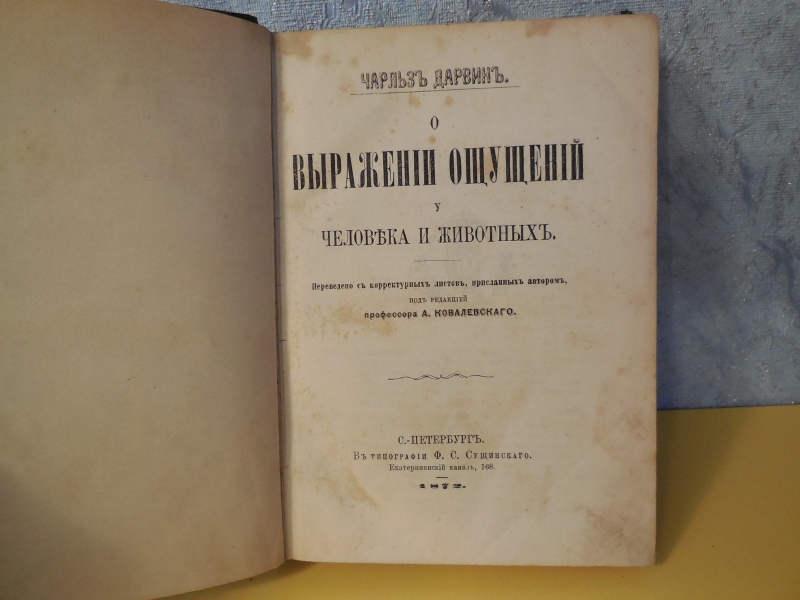 ЧАРЛЬЗЪ ДАРВИНЪ.
О
ВЫРАЖЕНІИ ОЩУЩЕНІЙ
У
ЧЕЛОВѢКА И ЖИВОТНЫХЪ.
Переведено съ корректурныхъ листовъ, присланныхъ авторомъ,
ПОДЪ РЕДАКЦІЕЙ
профессора А. КОВАЛЕВСКАГО.
С.-ПЕТЕРБУРГЪ.
Въ типографіи Ф. С. Сущинскаго.
Екатерининскій каналъ, 168.
1872.